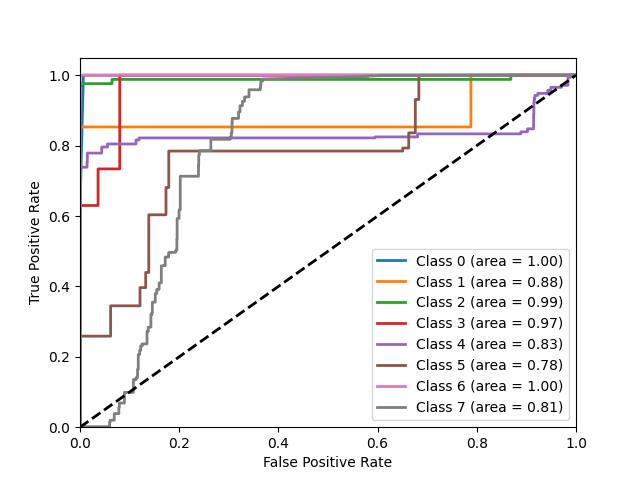 1.0
0.8
0.6
0.4
0.2
0.0
True Positive Rate
0.0 0.2 0.4 0.6 0.8 1.0
False Positive Rate
Class 0 (area = 1.00)
Class 1 (area = 0.88)
Class 2 (area = 0.99)
Class 3 (area = 0.97)
Class 4 (area = 0.83)
Class 5 (area = 0.78)
Class 6 (area = 1.00)
Class 7 (area = 0.81)